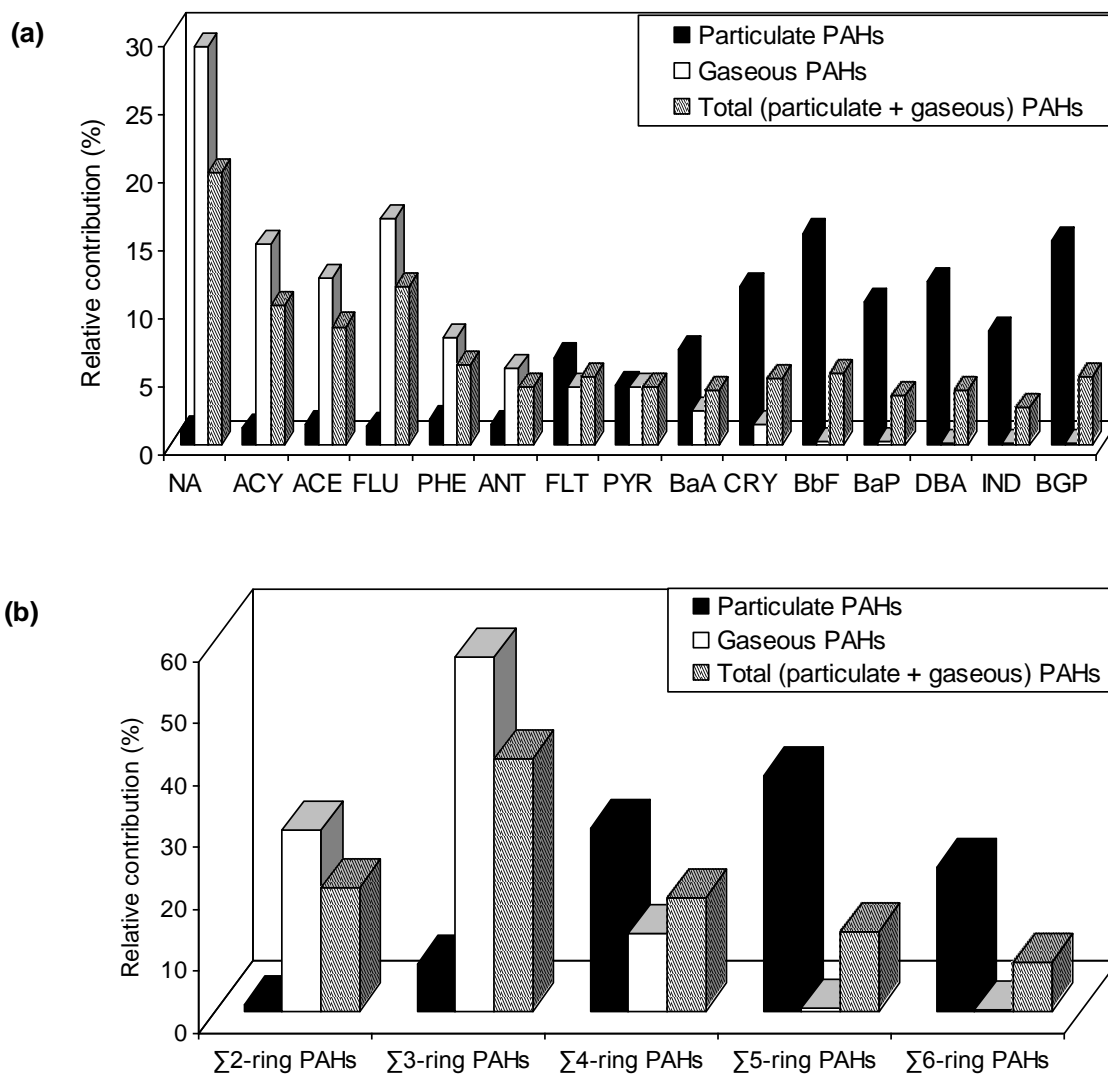 (a)
Particulate PAHs
Gaseous PAHs
Total (particulate + gaseous) PAHs
Relative contribution (%)
30
25
20
15
10
5
0
NA ACY ACE FLU PHE ANT FLT PYR BaA CRY BbF BaP DBA IND BGP
(b)
Particulate PAHs
Gaseous PAHs
Total (particulate + gaseous) PAHs
Relative contribution (%)
60
50
40
30
20
10
0
∑2-ring PAHs ∑3-ring PAHs ∑4-ring PAHs ∑5-ring PAHs ∑6-ring PAHs